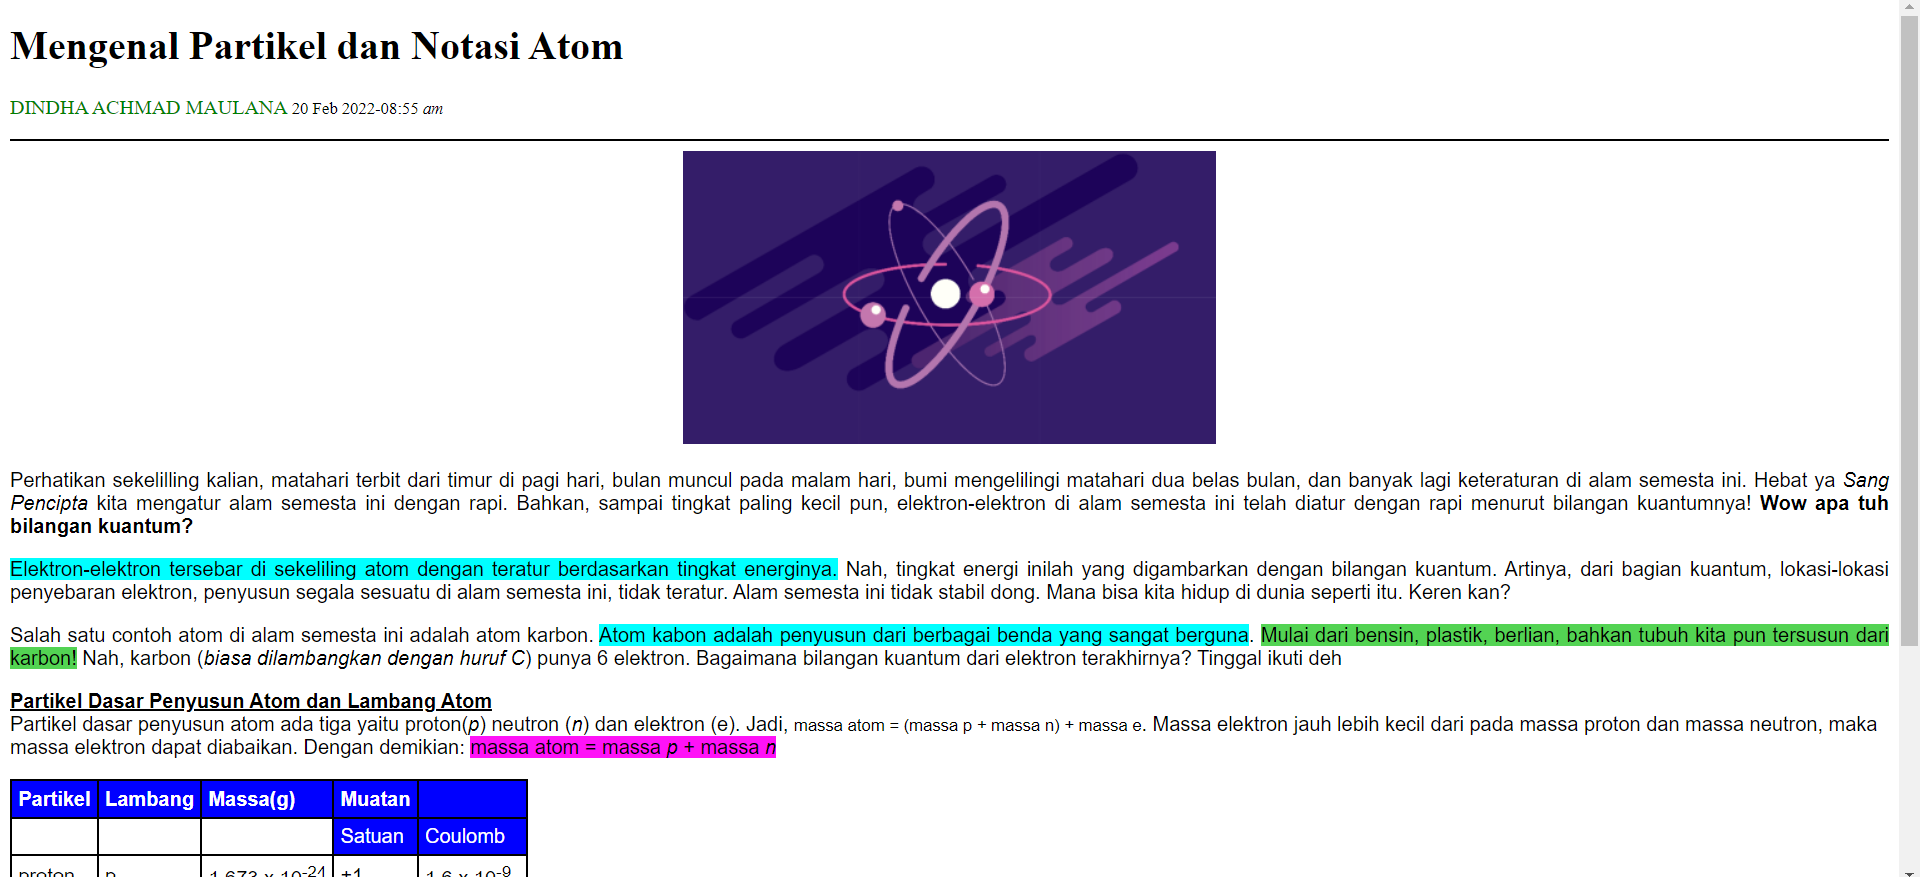 Mengenal Partikel dan Notasi Atom
DINDHA ACHMAD MAULANA 20 Feb 2022-08:55 am
Perhatikan sekelilling kalian, matahari terbit dari timur di pagi hari, bulan muncul pada malam hari, bumi mengelilingi matahari dua belas bulan, dan banyak lagi keteraturan di alam semesta ini. Hebat ya Sang
Pencipta kita mengatur alam semesta ini dengan rapi. Bahkan, sampai tingkat paling kecil pun, elektron-elektron di alam semesta ini telah diatur dengan rapi menurut bilangan kuantumnya! Wow apa tuh
bilangan kuantum?
Elektron-elektron tersebar di sekeliling atom dengan teratur berdasarkan tingkat energinya. Nah, tingkat energi inilah yang digambarkan dengan bilangan kuantum. Artinya, dari bagian kuantum, lokasi-lokasi
penyebaran elektron, penyusun segala sesuatu di alam semesta ini, tidak teratur. Alam semesta ini tidak stabil dong. Mana bisa kita hidup di dunia seperti itu. Keren kan?
Salah satu contoh atom di alam semesta ini adalah atom karbon. Atom kabon adalah penyusun dari berbagai benda yang sangat berguna. Mulai dari bensin, plastik, berlian, bahkan tubuh kita pun tersusun dari
karbon! Nah, karbon (biasa dilambangkan dengan huruf C) punya 6 elektron. Bagaimana bilangan kuantum dari elektron terakhirnya? Tinggal ikuti deh
Partikel Dasar Penyusun Atom dan Lambang Atom
Partikel dasar penyusun atom ada tiga yaitu proton(p) neutron (n) dan elektron (e). Jadi, massa atom = (massa p + massa n) + massa e. Massa elektron jauh lebih kecil dari pada massa proton dan massa neutron, maka
massa elektron dapat diabaikan. Dengan demikian: massa atom = massa p + massa n
Partikel Lambang Massa(g) Muatan
Satuan Coulomb
proton p 1,673 x 10-24 +1 1,6 x 10-9